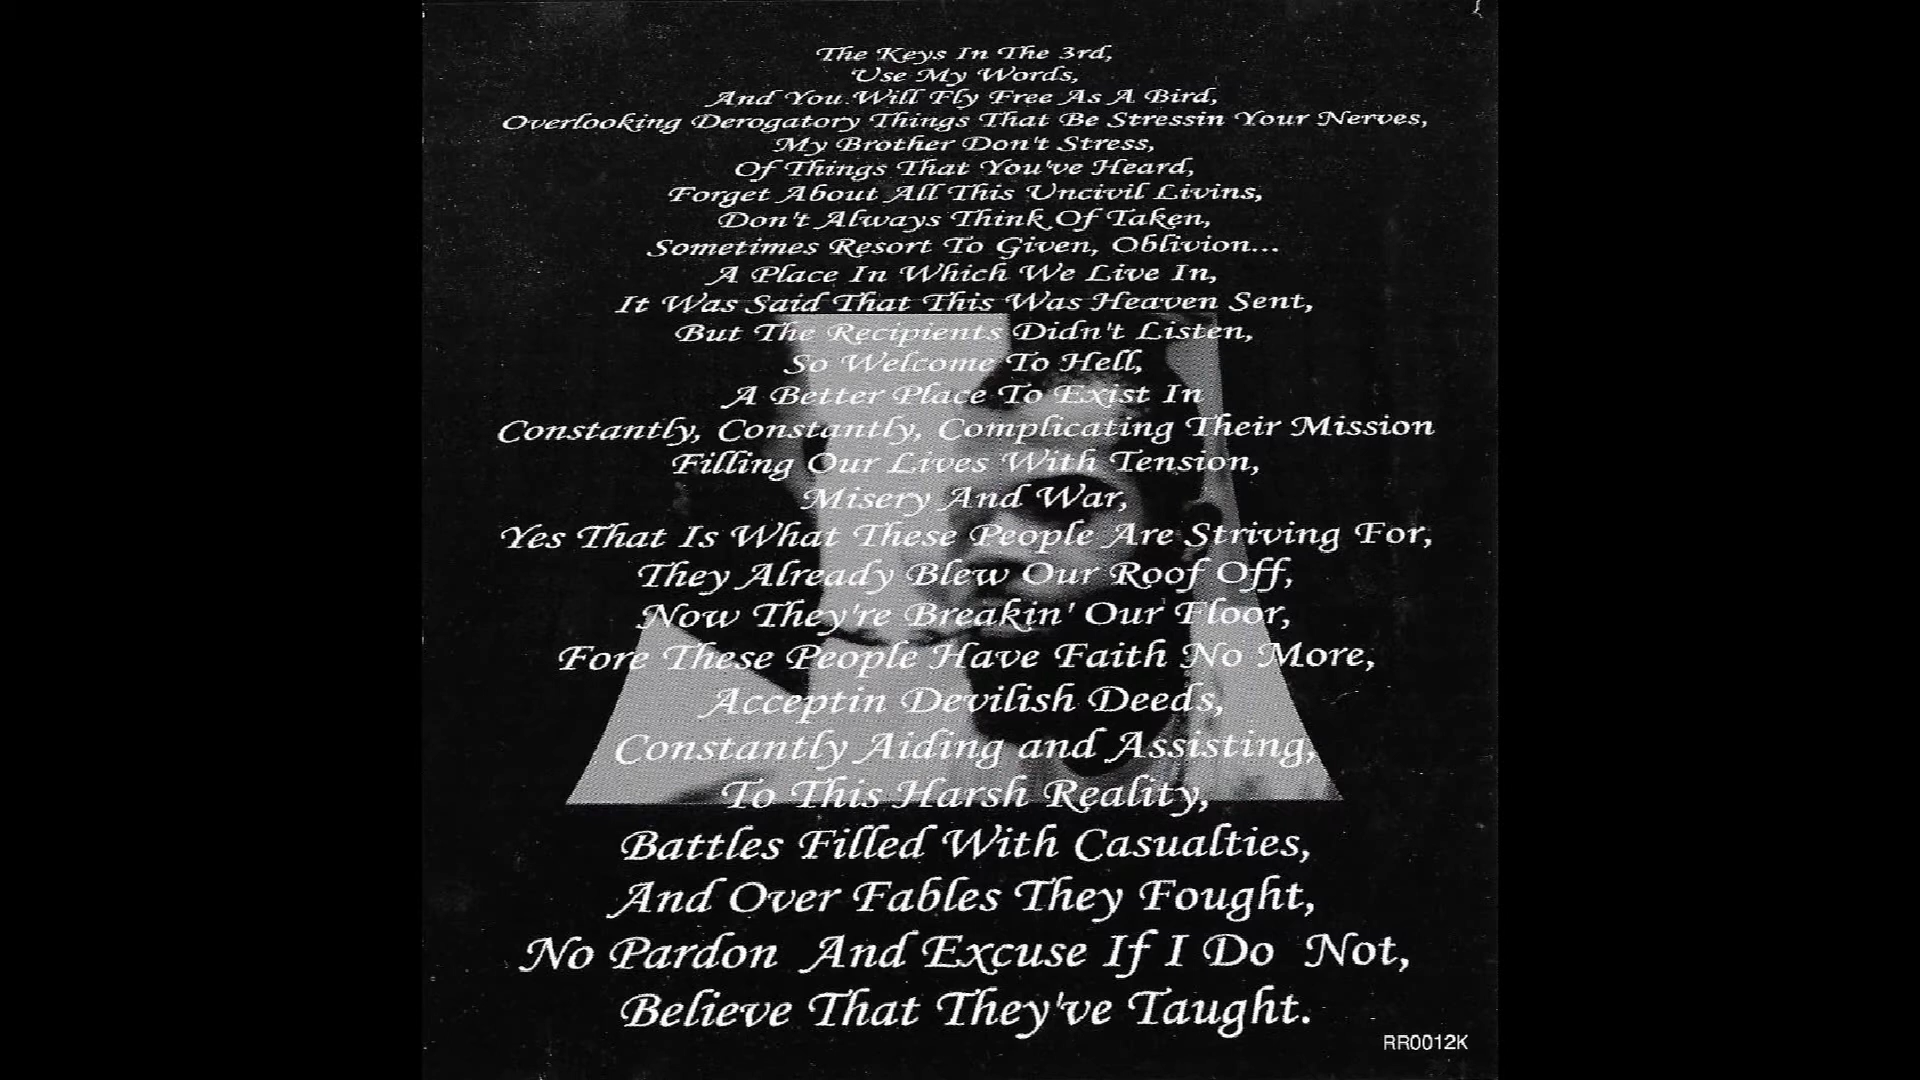 The Keys In The 3rd,
Use My Words,
And You Will Fly Free As A Bird,
Overlooking Derogatory Things That Be Stressin Your Nerves,
My Brother Don't Stress,
Of Things That You've Heard,
Forget About All This Uncivil Livins,
Don't Always Think Of Taken,
Sometimes Resort To Given, Oblivion...
A Place In Which We Live In,
It Was Said That This Was Heaven Sent,
But The Recipients Didn't Listen,
So Welcome To Hell,
A Better Place To Exist In
Constantly, Constantly, Complicating Their Mission
Filling Our Lives With Tension,
Misery And War,
Yes That Is What These People Are Striving For,
They Already Blew Our Roof Off,
Now They're Breakin' Our Floor,
Fore These People Have Faith No More,
Acceptin Devilish Deeds,
Constantly Aiding and Assisting,
To This Harsh Reality,
Battles Filled With Casualties,
And Over Fables They Fought,
No Pardon And Excuse If I Do Not,
Believe That They've Taught.
RR0012K